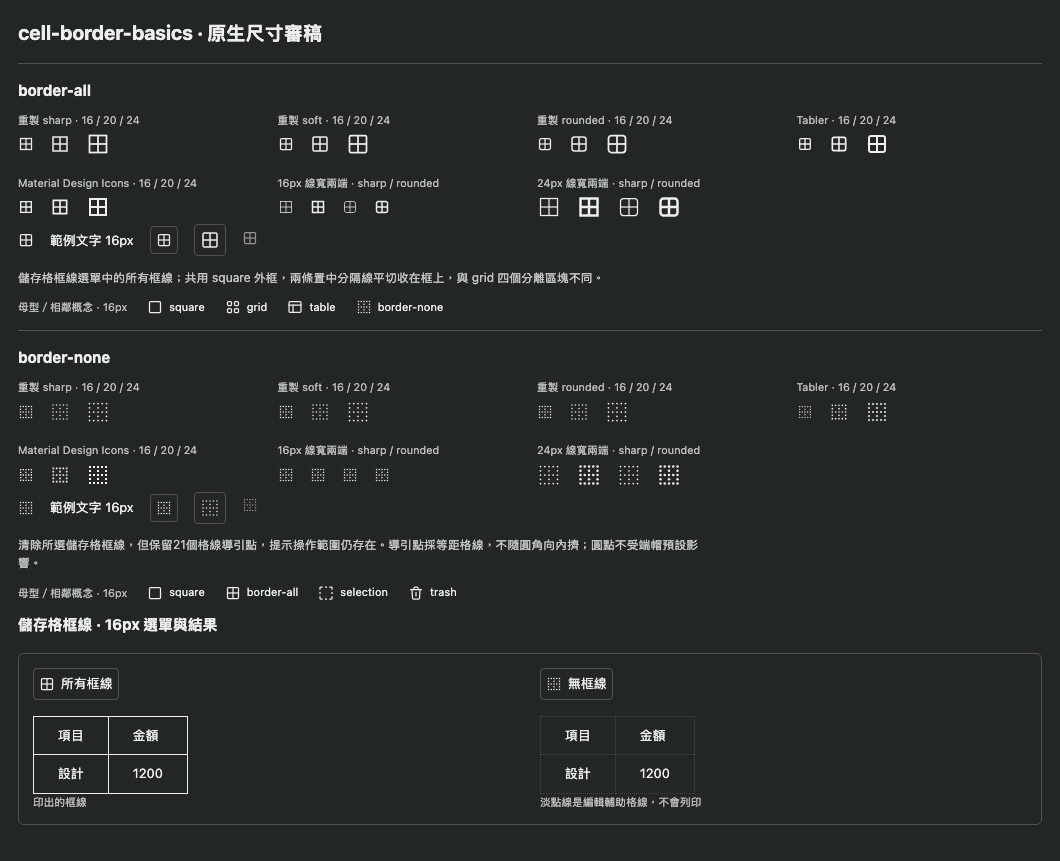 cell-border-basics · 原生尺寸審稿
border-all
重製 sharp · 16 / 20 / 24
重製 soft · 16 / 20 / 24
重製 rounded · 16 / 20 / 24
Tabler · 16 / 20 / 24
Material Design Icons · 16 / 20 / 24
16px 線寬兩端 · sharp / rounded
24px 線寬兩端 · sharp / rounded
範例文字 16px
儲存格框線選單中的所有框線；共用 square 外框，兩條置中分隔線平切收在框上，與 grid 四個分離區塊不同。
母型 / 相鄰概念 · 16px
square
grid
table
border-none
border-none
重製 sharp · 16 / 20 / 24
重製 soft · 16 / 20 / 24
重製 rounded · 16 / 20 / 24
Tabler · 16 / 20 / 24
Material Design Icons · 16 / 20 / 24
16px 線寬兩端 · sharp / rounded
24px 線寬兩端 · sharp / rounded
範例文字 16px
清除所選儲存格框線，但保留21個格線導引點，提示操作範圍仍存在。導引點採等距格線，不隨圓角向內擠；圓點不受端帽預設影
響。
母型 / 相鄰概念 · 16px
square
border-all
selection
trash
儲存格框線 · 16px 選單與結果
所有框線
無框線
項目
金額
設計
1200
印出的框線
項目
金額
設計
1200
淡點線是編輯輔助格線，不會列印